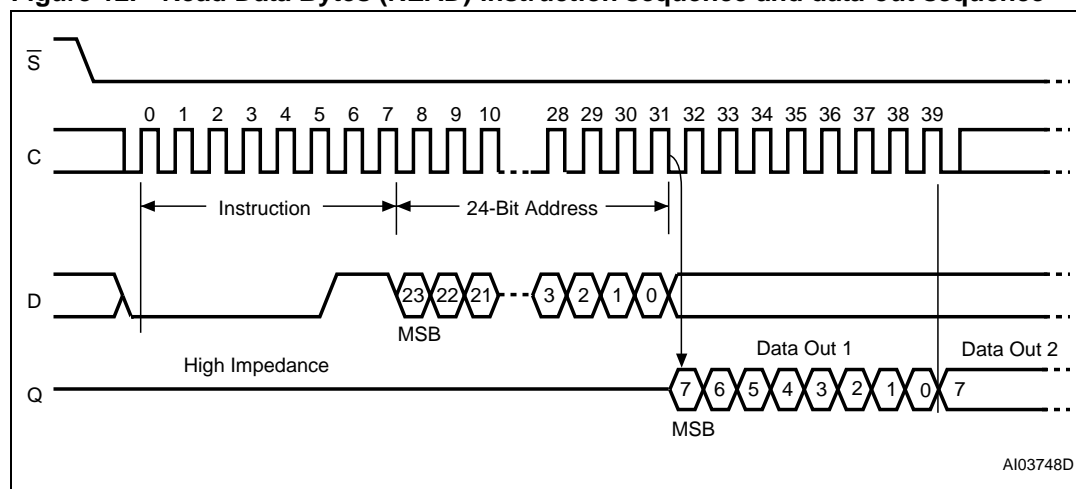 Figure 12. Read Data Bytes (READ) instruction sequence and data-out sequence
S
0 1 2 3 4 5 6 7 8 9 10 28 29 30 31 32 33 34 35 36 37 38 39
C
Instruction 24-Bit Address
D 23 22 21 3 2 1 0
MSB
High Impedance Data Out 1 Data Out 2
Q 7 6 5 4 3 2 1 0 7
MSB
AI03748D